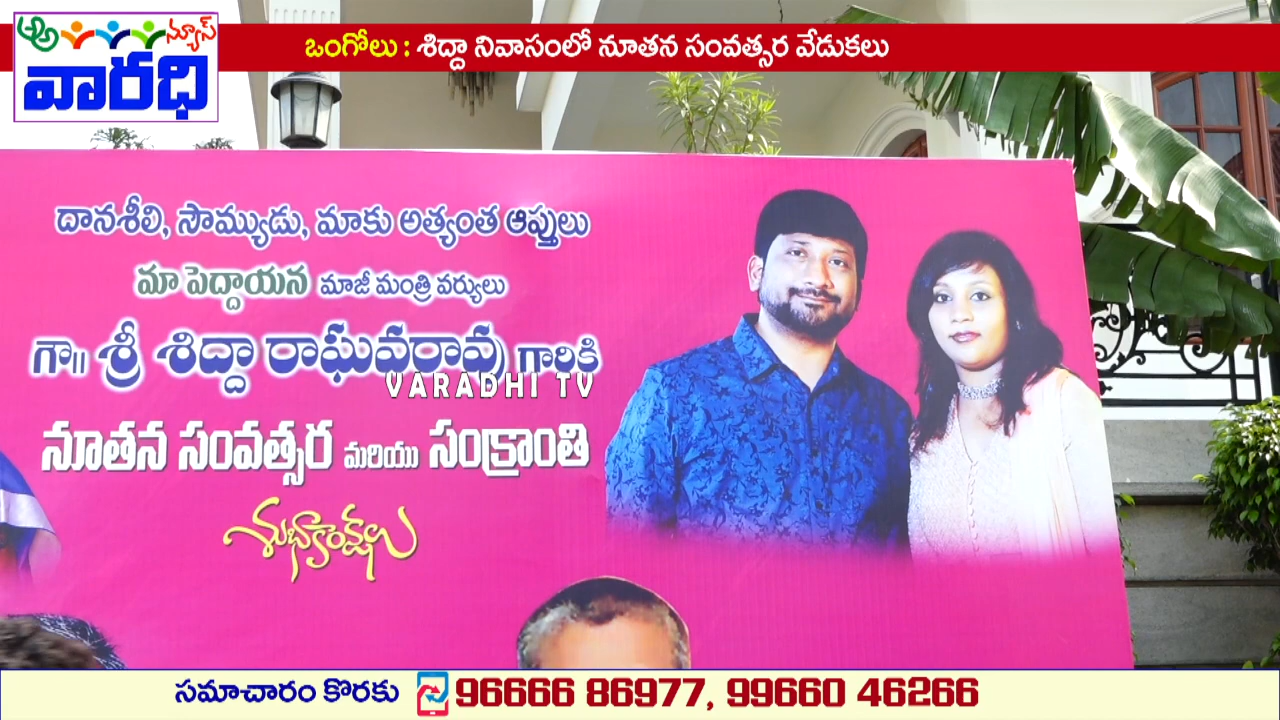 అ న్యూస్
వారధి
ఒంగోలు : శిద్దా నివాసంలో నూతన సంవత్సర వేడుకలు
దానశీలి, సౌమ్యుడు, మాకు అత్యంత ఆప్తులు
మా పెద్దాయన మాజీ మంత్రి వర్యులు
గౌ|| శ్రీ శిద్దా రాఘవరావు గారికి
VARADHI TV
నూతన సంవత్సర మరియు సంక్రాంతి
శుభాకాంక్షలు
సమాచారం కొరకు 96666 86977, 99660 46266